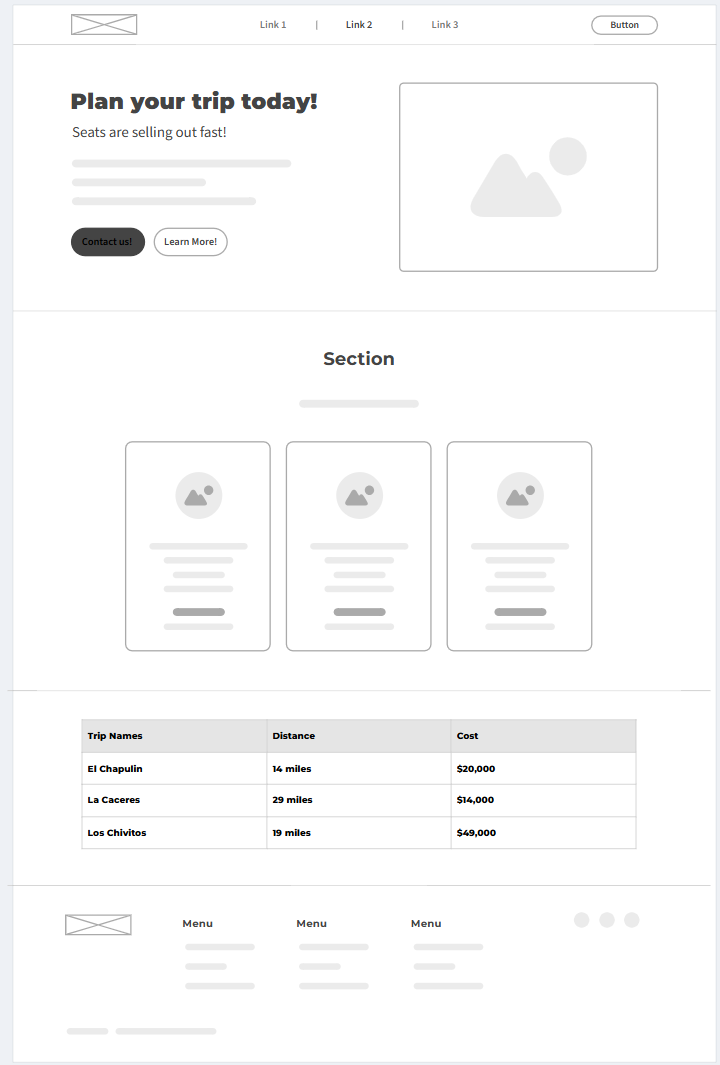 Link 1 | Link 2 | Link 3 Button
Plan your trip today!
Seats are selling out fast!
Contact us! Learn More!
Section
Trip Names Distance Cost
El Chapulin 14 miles $20,000
La Caceres 29 miles $14,000
Los Chivitos 19 miles $49,000
Menu Menu Menu